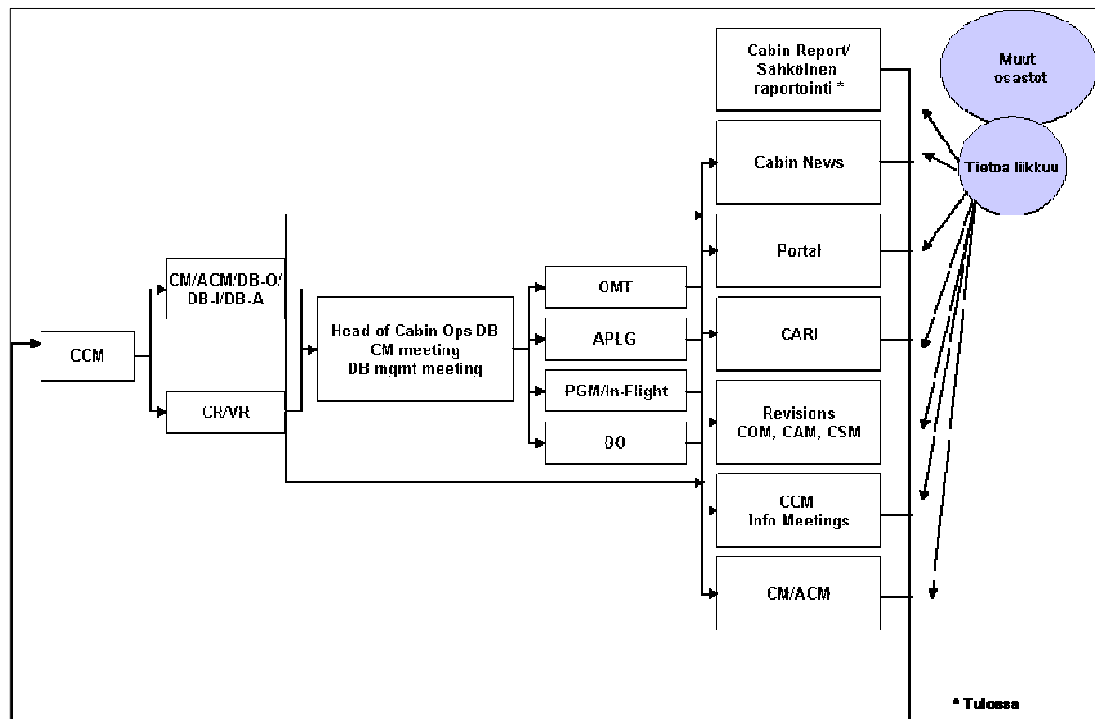 Cabin Report/
Sähköinen
raportointi *
Muut
osastot
Cabin News
Tietoa liikkuu
Portal
CM/ACM/DB-O/
DB-I/DB-A
OMT
Head of Cabin Ops DB
CM meeting
DB mgmt meeting
APLG
CARI
CCM
PGM/In-Flight
CR/VR
Revisions
COM, CAM, CSM
DO
CCM
Info Meetings
CM/ACM
* Tulossa